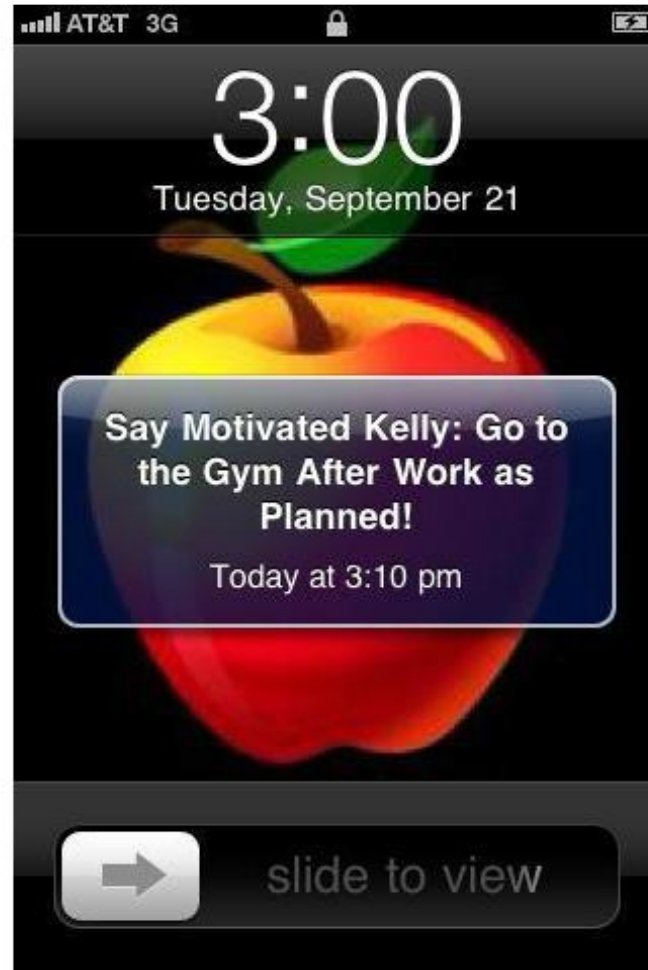 AT&T 3G
3:00
Tuesday, September 21
Say Motivated Kelly: Go to
the Gym After Work as
Planned!
Today at 3:10 pm
slide to view